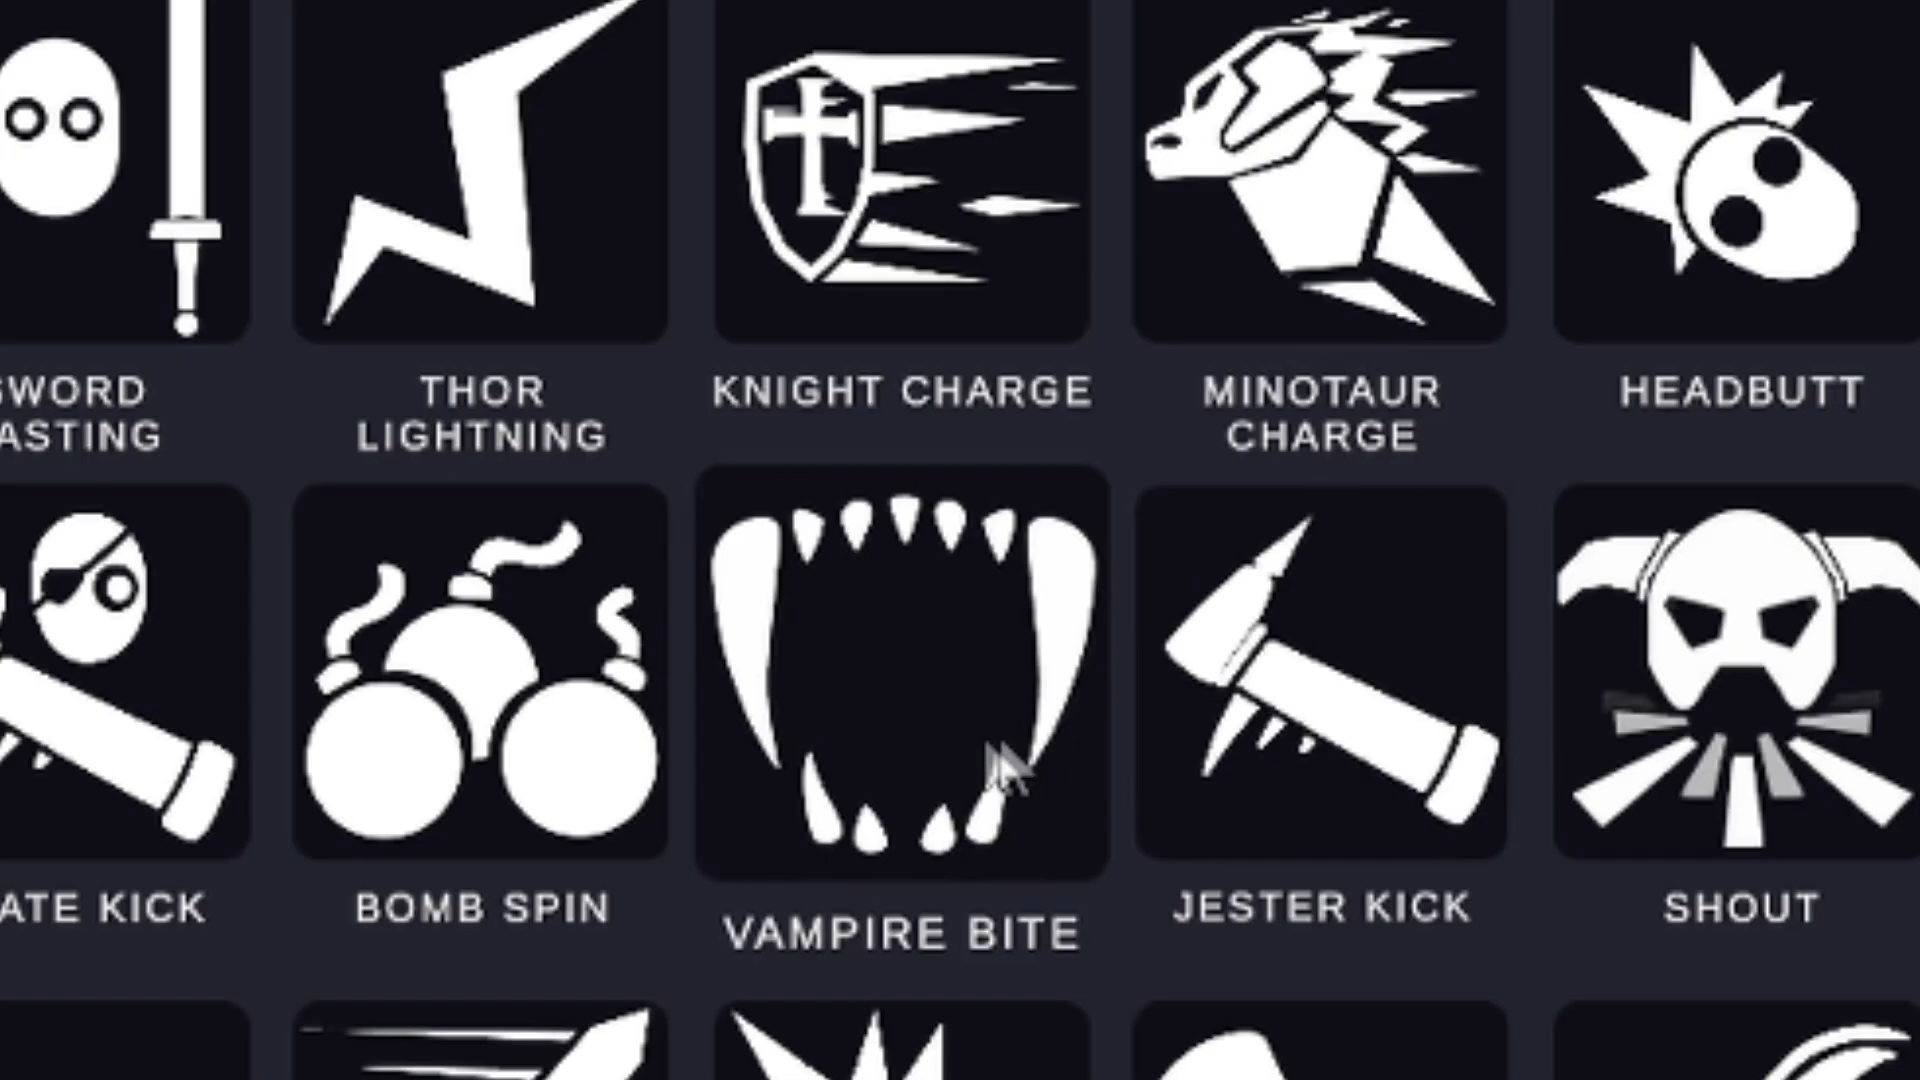 SWORD
ASTING
THOR
LIGHTNING
KNIGHT CHARGE
MINOTAUR
CHARGE
HEADBUTT
ATE KICK
BOMB SPIN
VAMPIRE BITE
JESTER KICK
SHOUT